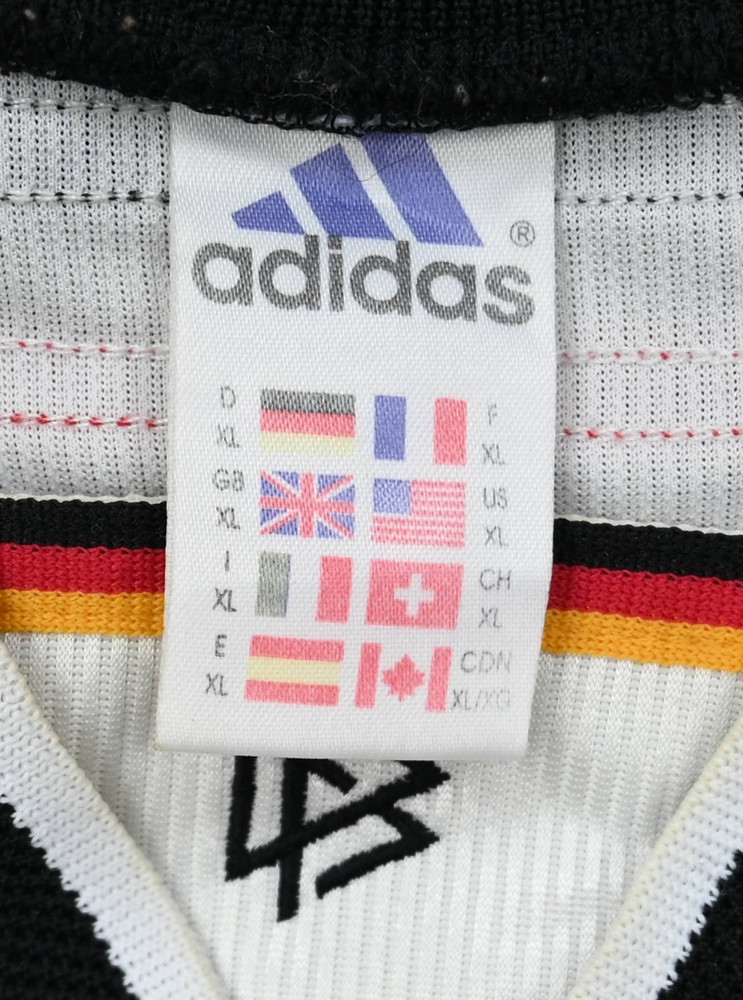 adidas ®
D XL F XL
GB XL US XL
I XL CH XL
E XL CDN XL/XG